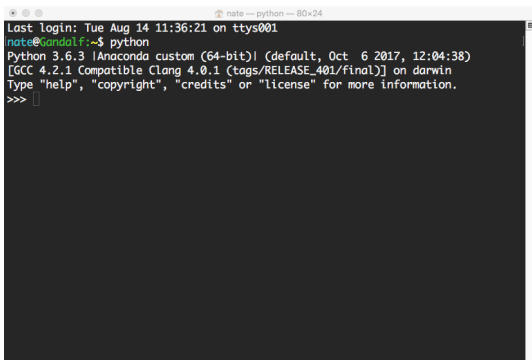 nate — python — 80×24
Last login: Tue Aug 14 11:36:21 on ttys001
nate@Gandalf:~$ python
Python 3.6.3 |Anaconda custom (64-bit)| (default, Oct  6 2017, 12:04:38)
[GCC 4.2.1 Compatible Clang 4.0.1 (tags/RELEASE_401/final)] on darwin
Type "help", "copyright", "credits" or "license" for more information.
>>>